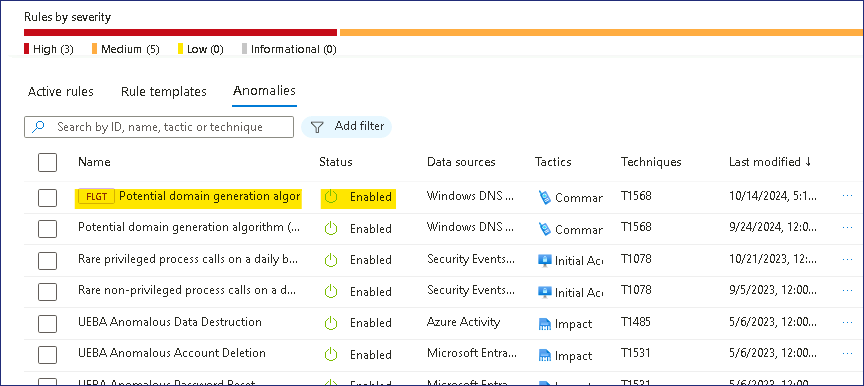 Rules by severity
High (3) Medium (5) Low (0) Informational (0)
Active rules Rule templates Anomalies
Search by ID, name, tactic or technique Add filter
Name Status Data sources Tactics Techniques Last modified ↓
FLGT Potential domain generation algor Enabled Windows DNS ... Commar T1568 10/14/2024, 5:1... ...
Potential domain generation algorithm (... Enabled Windows DNS ... Commar T1568 9/24/2024, 12:0... ...
Rare privileged process calls on a daily b... Enabled Security Events... Initial Acc T1078 10/21/2023, 12:... ...
Rare non-privileged process calls on a d... Enabled Security Events... Initial Acc T1078 9/5/2023, 12:00... ...
UEBA Anomalous Data Destruction Enabled Azure Activity Impact T1485 5/6/2023, 12:00... ...
UEBA Anomalous Account Deletion Enabled Microsoft Entra... Impact T1531 5/6/2023, 12:00... ...
UEBA Anomalous Password Reset Enabled Microsoft Entra... Impact T1531 5/6/2023, 12:00...